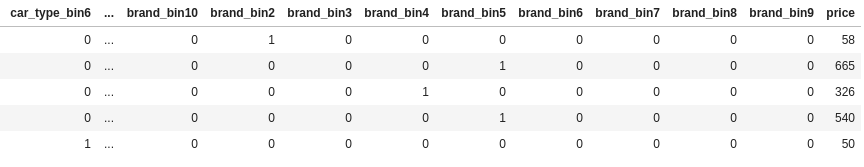 car_type_bin6 ... brand_bin10 brand_bin2 brand_bin3 brand_bin4 brand_bin5 brand_bin6 brand_bin7 brand_bin8 brand_bin9 price
0 ... 0 1 0 0 0 0 0 0 0 58
0 ... 0 0 0 0 1 0 0 0 0 665
0 ... 0 0 0 1 0 0 0 0 0 326
0 ... 0 0 0 0 1 0 0 0 0 540
1 ... 0 0 0 0 0 0 0 0 0 50